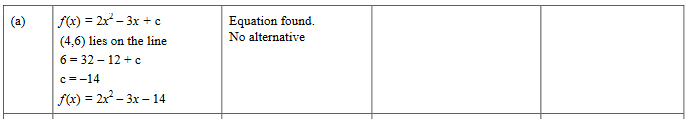 (a)
f(x) = 2x² – 3x + c
(4,6) lies on the line
6 = 32 – 12 + c
c = –14
f(x) = 2x² – 3x – 14
Equation found.
No alternative